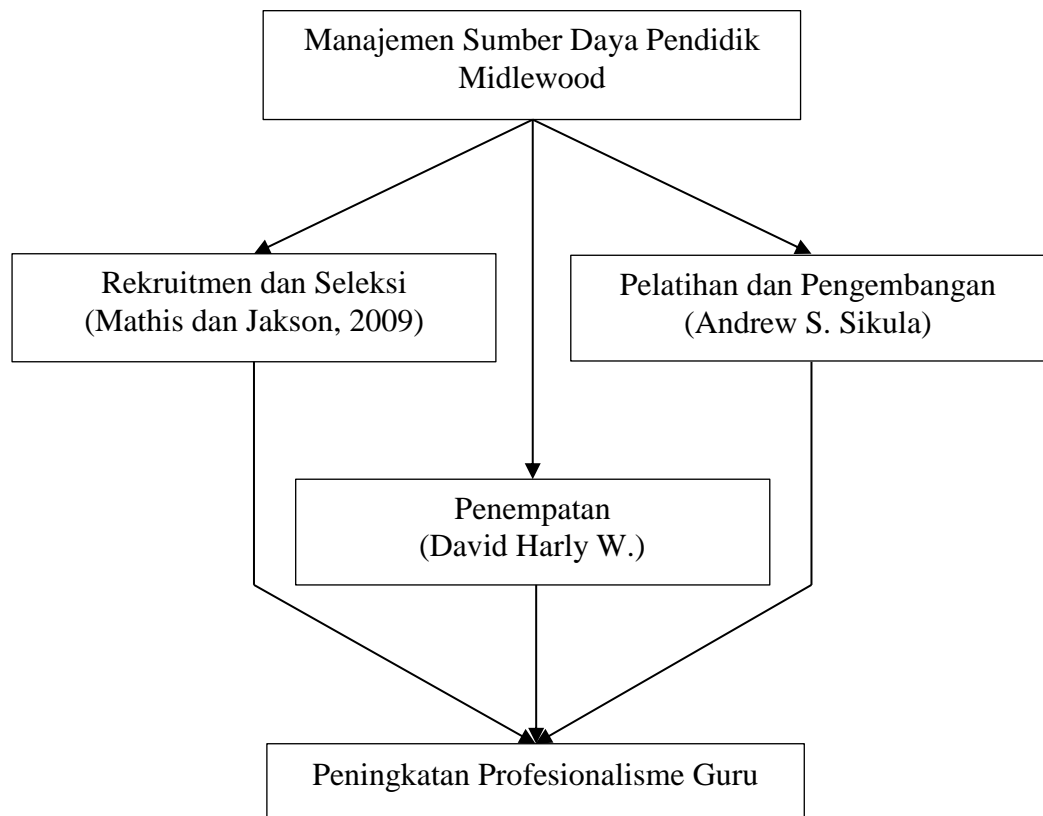 Manajemen Sumber Daya Pendidik
Midlewood
Rekruitmen dan Seleksi
(Mathis dan Jakson, 2009)
Pelatihan dan Pengembangan
(Andrew S. Sikula)
Penempatan
(David Harly W.)
Peningkatan Profesionalisme Guru